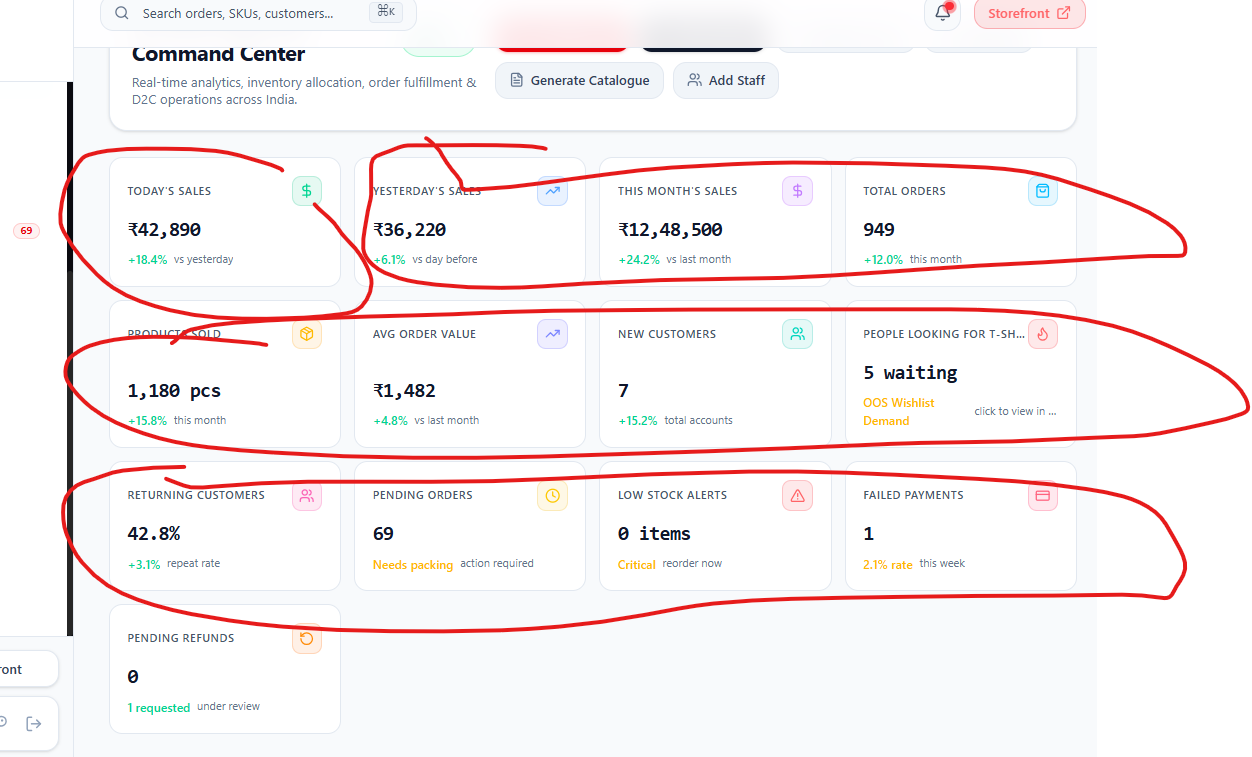 Search orders, SKUs, customers...
⌘K
Storefront
Command Center
Real-time analytics, inventory allocation, order fulfillment &
D2C operations across India.
Generate Catalogue
Add Staff
TODAY'S SALES
₹42,890
+18.4% vs yesterday
YESTERDAY'S SALES
₹36,220
+6.1% vs day before
THIS MONTH'S SALES
₹12,48,500
+24.2% vs last month
TOTAL ORDERS
949
+12.0% this month
69
PRODUCTS SOLD
1,180 pcs
+15.8% this month
AVG ORDER VALUE
₹1,482
+4.8% vs last month
NEW CUSTOMERS
7
+15.2% total accounts
PEOPLE LOOKING FOR T-SH...
5 waiting
OOS Wishlist
Demand
click to view in ...
RETURNING CUSTOMERS
42.8%
+3.1% repeat rate
PENDING ORDERS
69
Needs packing action required
LOW STOCK ALERTS
0 items
Critical reorder now
FAILED PAYMENTS
1
2.1% rate this week
PENDING REFUNDS
0
1 requested under review
ront